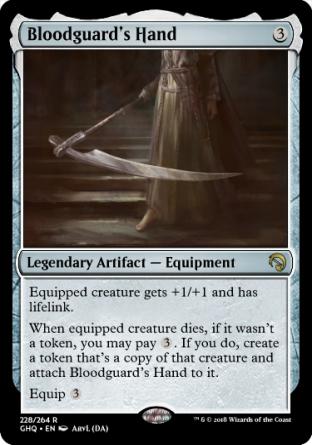 Bloodguard's Hand 3
Legendary Artifact — Equipment
Equipped creature gets +1/+1 and has
lifelink.
When equipped creature dies, if it wasn't
a token, you may pay 3. If you do, create
a token that's a copy of that creature and
attach Bloodguard's Hand to it.
Equip 3
228/264 R
GHQ • EN Arvl (DA)
™ & © 2018 Wizards of the Coast